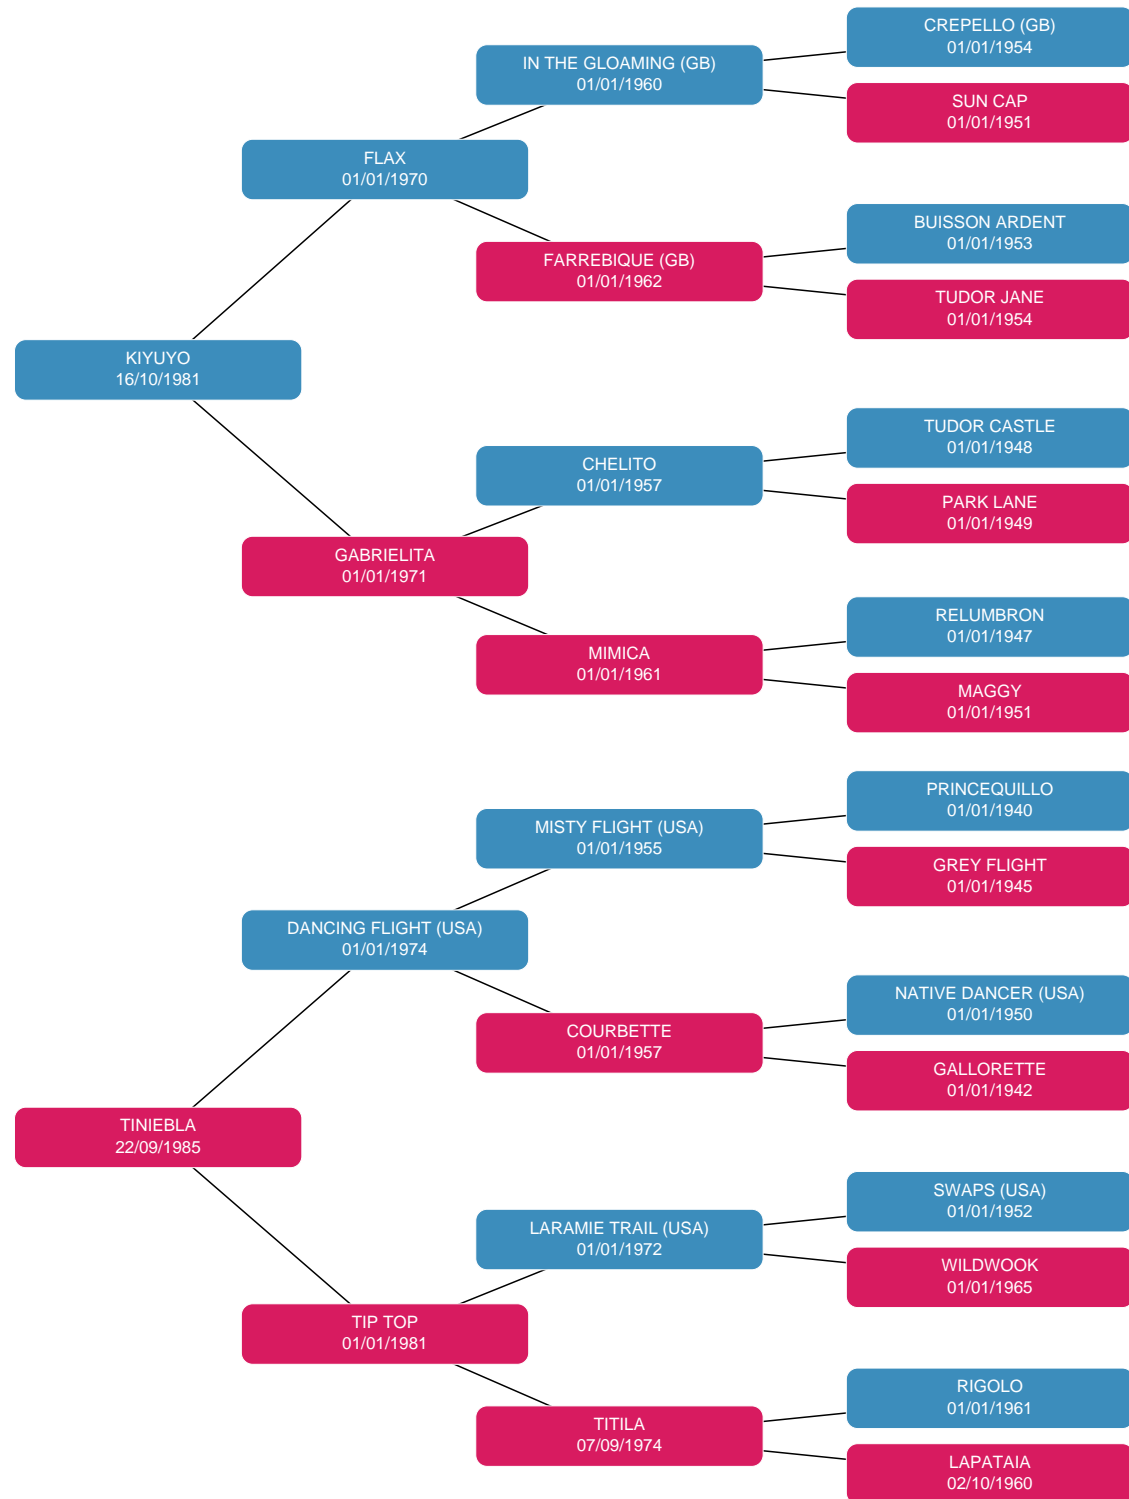 CREPELLO (GB)
01/01/1954
IN THE GLOAMING (GB)
01/01/1960
SUN CAP
01/01/1951
FLAX
01/01/1970
BUISSON ARDENT
01/01/1953
FARREBIQUE (GB)
01/01/1962
TUDOR JANE
01/01/1954
KIYUYO
16/10/1981
TUDOR CASTLE
01/01/1948
CHELITO
01/01/1957
PARK LANE
01/01/1949
GABRIELITA
01/01/1971
RELUMBRON
01/01/1947
MIMICA
01/01/1961
MAGGY
01/01/1951
PRINCEQUILLO
01/01/1940
MISTY FLIGHT (USA)
01/01/1955
GREY FLIGHT
01/01/1945
DANCING FLIGHT (USA)
01/01/1974
NATIVE DANCER (USA)
01/01/1950
COURBETTE
01/01/1957
GALLORETTE
01/01/1942
TINIEBLA
22/09/1985
SWAPS (USA)
01/01/1952
LARAMIE TRAIL (USA)
01/01/1972
WILDWOOK
01/01/1965
TIP TOP
01/01/1981
RIGOLO
01/01/1961
TITILA
07/09/1974
LAPATAIA
02/10/1960